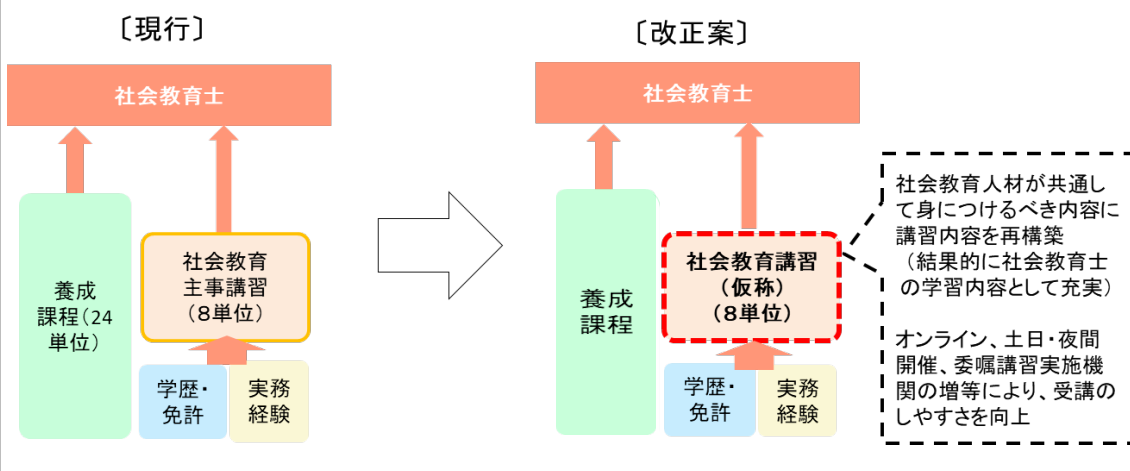 〔現行〕
社会教育士
養成
課程（24
単位）
社会教育
主事講習
（８単位）
学歴・
免許
実務
経験
〔改正案〕
社会教育士
養成
課程
社会教育講習
（仮称）
（８単位）
学歴・
免許
実務
経験
社会教育人材が共通し
て身につけるべき内容に
講習内容を再構築
（結果的に社会教育士
の学習内容として充実）
オンライン、土日・夜間
開催、委嘱講習実施機
関の増等により、受講の
しやすさを向上